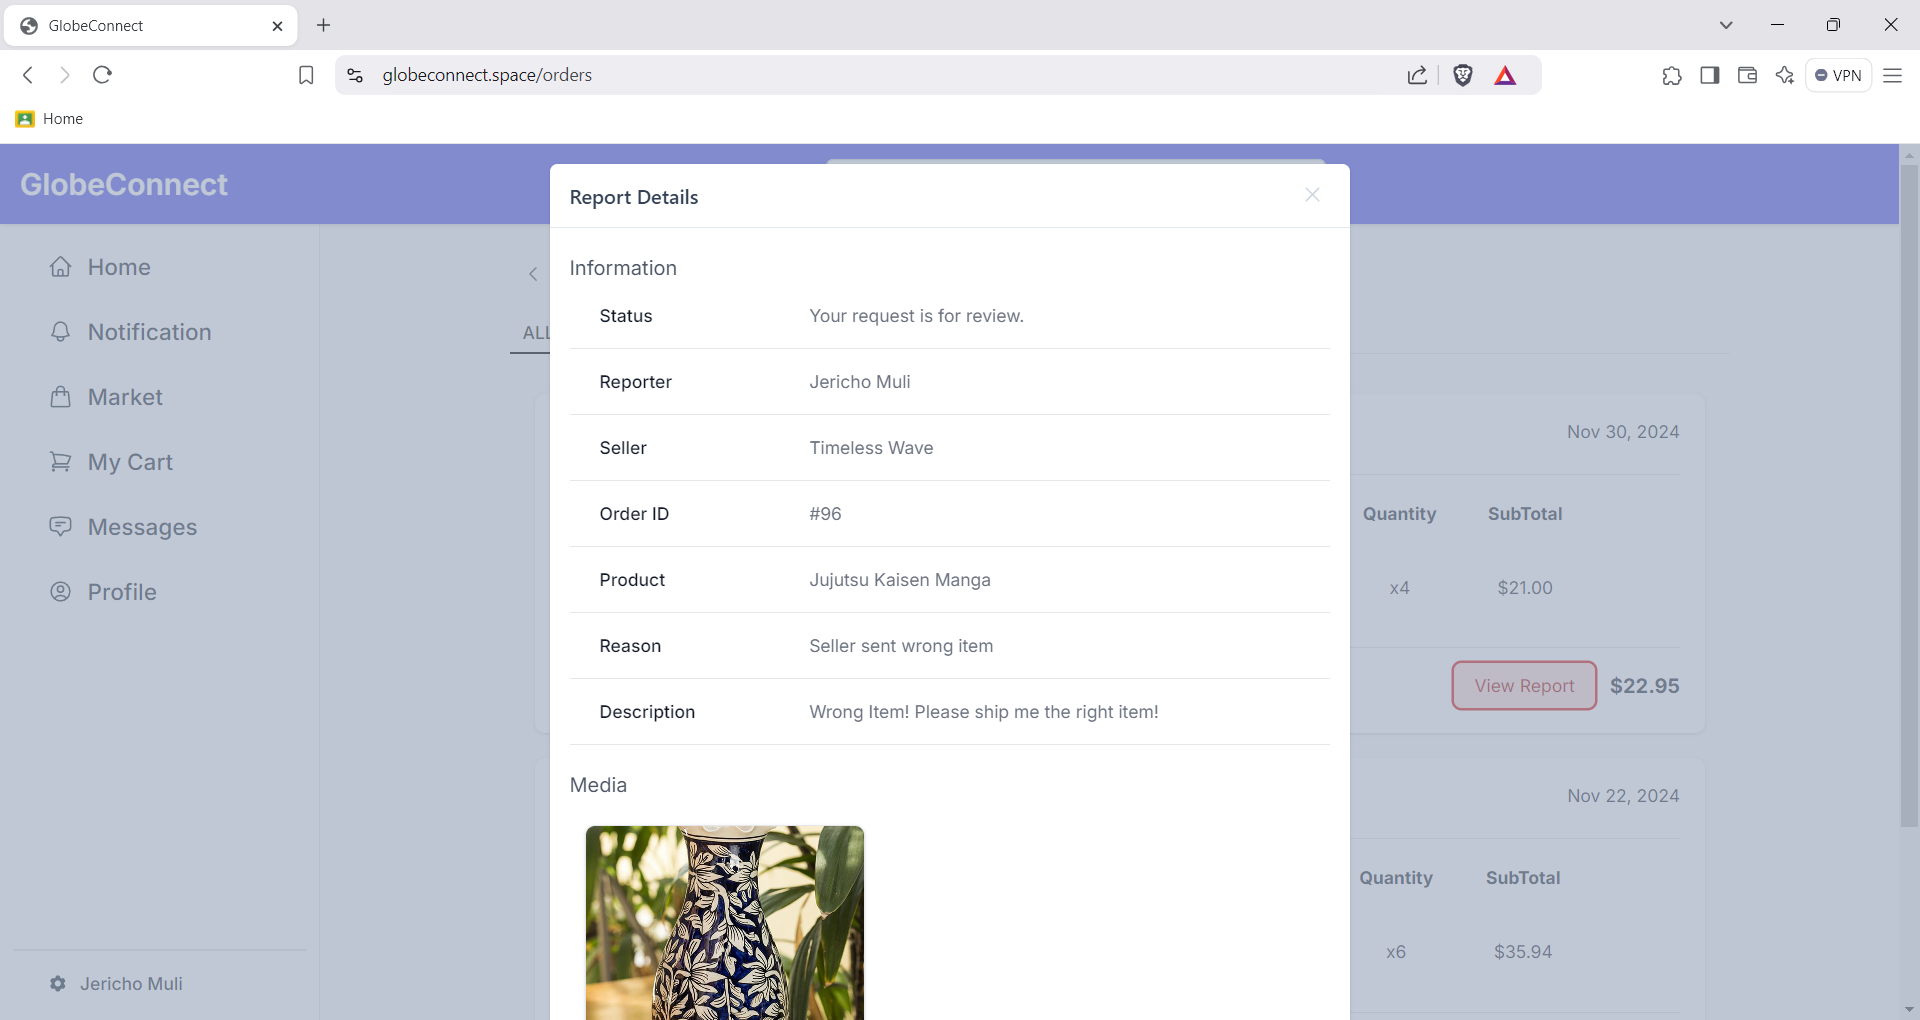 GlobeConnect
globeconnect.space/orders
VPN
Home
GlobeConnect
Home
Notification
Market
My Cart
Messages
Profile
Jericho Muli
ALL
Report Details
Information
Status Your request is for review.
Reporter Jericho Muli
Seller Timeless Wave
Order ID #96
Product Jujutsu Kaisen Manga
Reason Seller sent wrong item
Description Wrong Item! Please ship me the right item!
Media
Nov 30, 2024
Quantity SubTotal
x4 $21.00
View Report $22.95
Nov 22, 2024
Quantity SubTotal
x6 $35.94